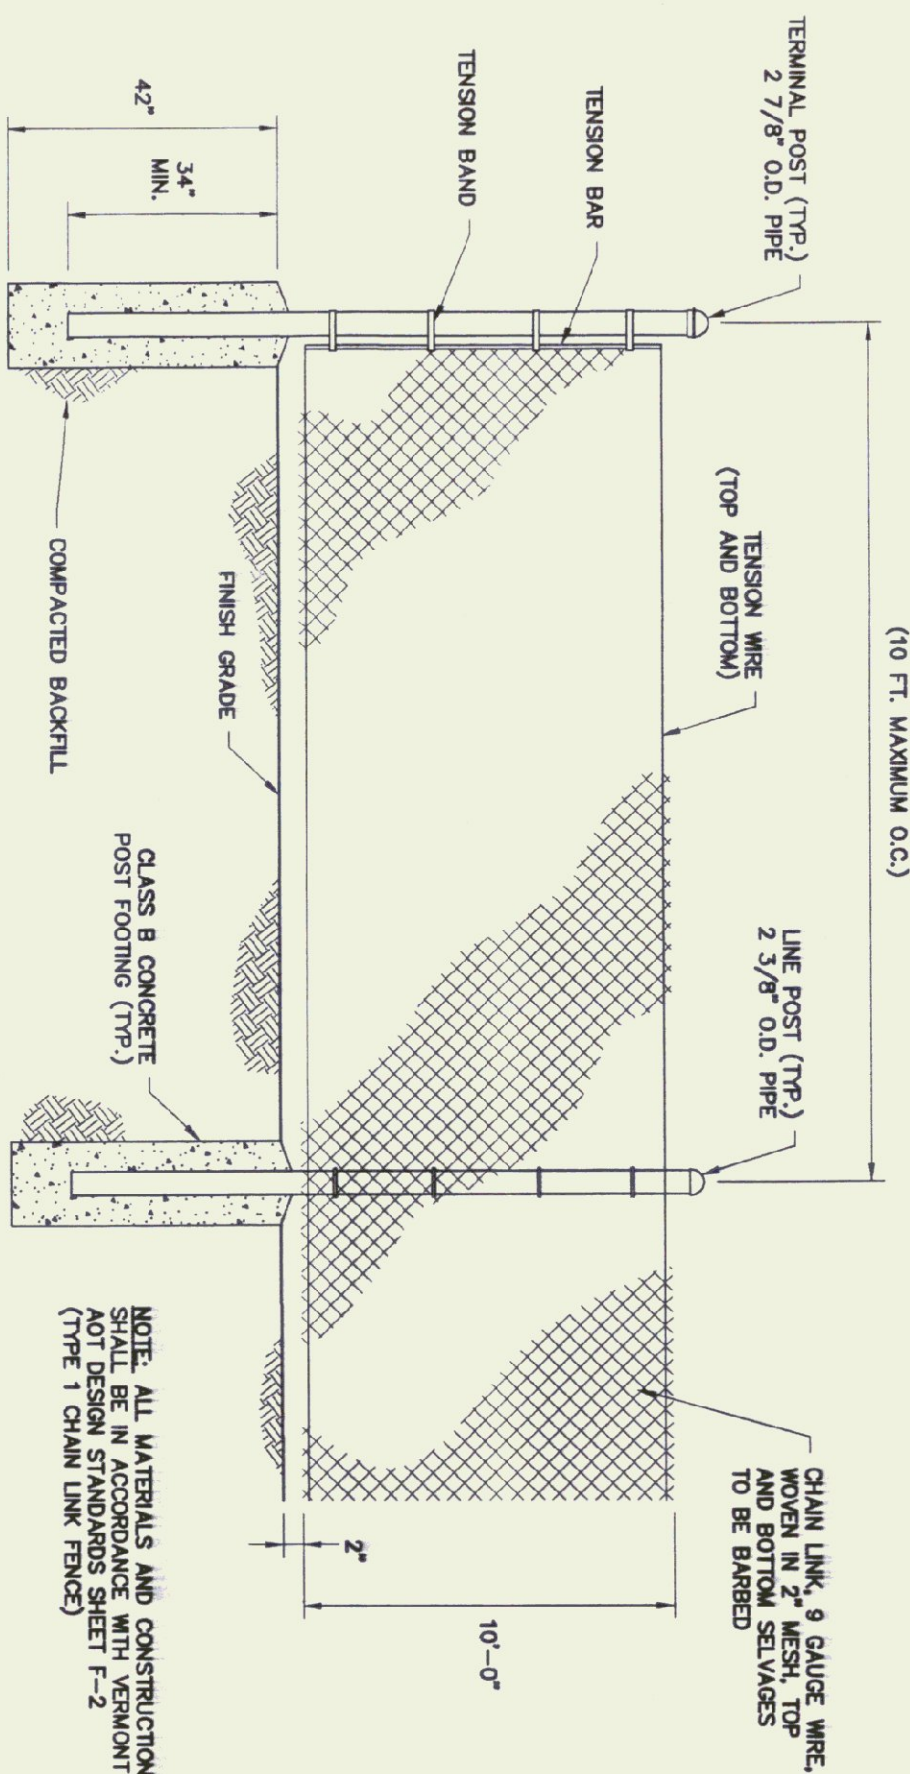 (10 FT. MAXIMUM O.C.)
TERMINAL POST (TYP.)
2 7/8" O.D. PIPE
TENSION BAR
TENSION BAND
42"
34"
MIN.
TENSION WIRE
(TOP AND BOTTOM)
LINE POST (TYP.)
2 3/8" O.D. PIPE
CHAIN LINK, 9 GAUGE WIRE,
WOVEN IN 2" MESH, TOP
AND BOTTOM SELVAGES
TO BE BARBED
10'-0"
2"
FINISH GRADE
COMPACTED BACKFILL
CLASS B CONCRETE
POST FOOTING (TYP.)
NOTE: ALL MATERIALS AND CONSTRUCTION
SHALL BE IN ACCORDANCE WITH VERMONT
AOT DESIGN STANDARDS SHEET F-2
(TYPE 1 CHAIN LINK FENCE)